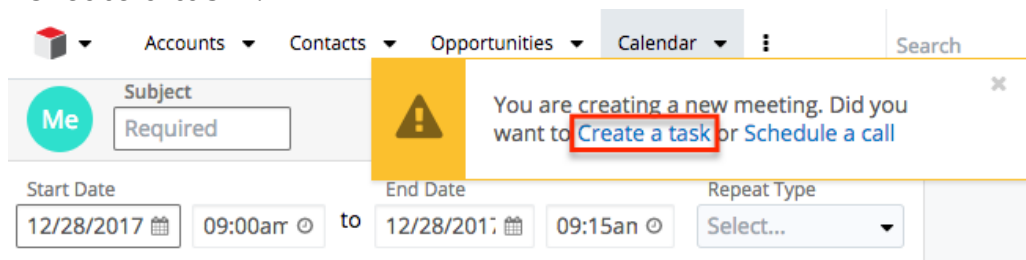 Accounts Contacts Opportunities Calendar Search
You are creating a new meeting. Did you
want to Create a task or Schedule a call
Subject
Me Required
Start Date End Date Repeat Type
12/28/2017 09:00am to 12/28/2017 09:15am Select...